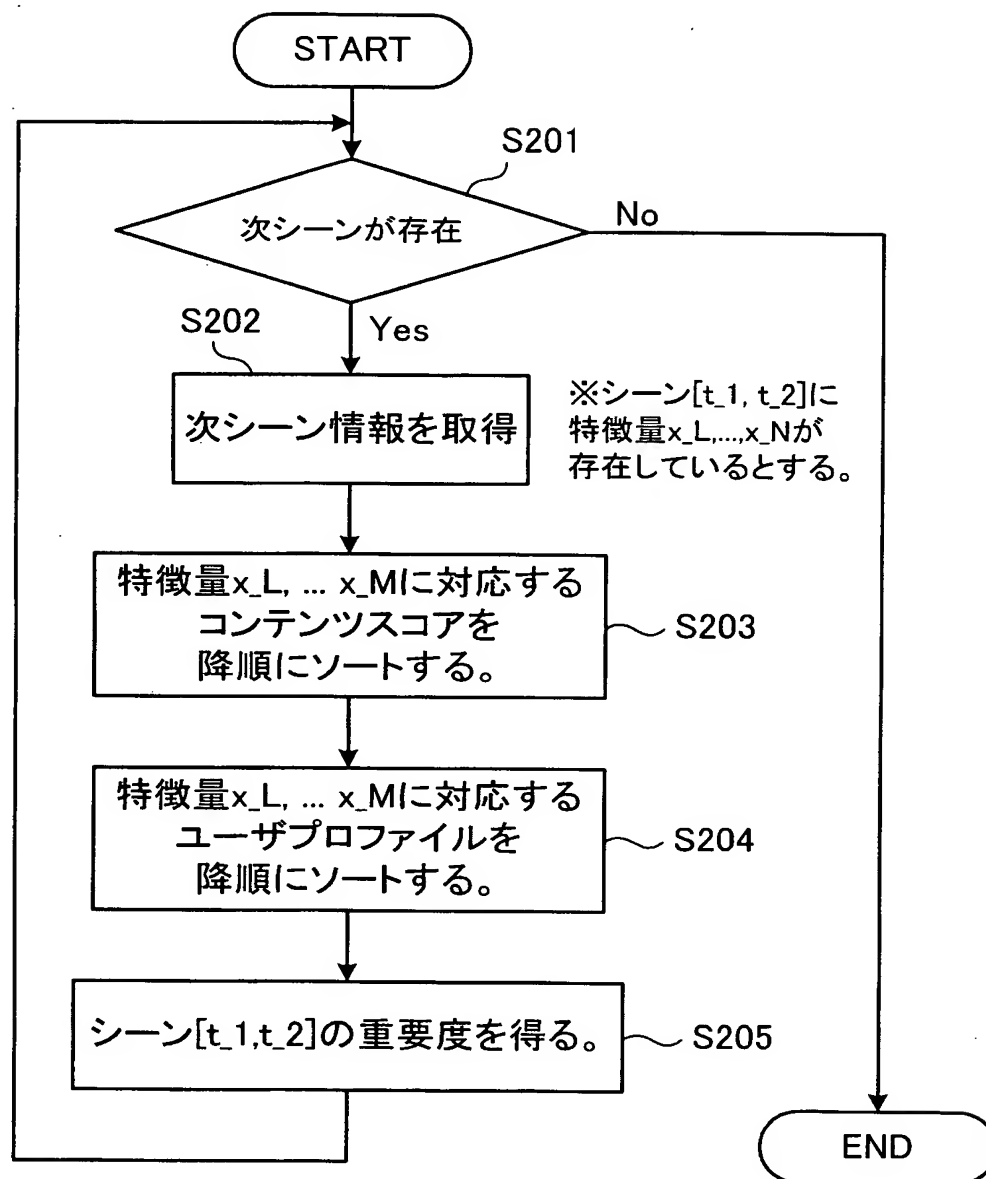 START
S201
次シーンが存在
No
S202
Yes
次シーン情報を取得
※シーン[t_1, t_2]に
特徴量x_L,...,x_Nが
存在しているとする。
特徴量x_L, ... x_Mに対応する
コンテンツスコアを
降順にソートする。
S203
特徴量x_L, ... x_Mに対応する
ユーザプロファイルを
降順にソートする。
S204
シーン[t_1,t_2]の重要度を得る。
S205
END